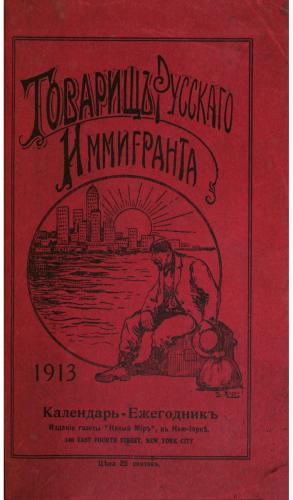 Товарищъ Русскаго
Иммигранта
1913
Календарь-Ежегодникъ
Изданіе газеты "Новый Міръ", въ Нью-Іоркѣ.
140 EAST FOURTH STREET, NEW YORK CITY
Цѣна 25 сентовъ.